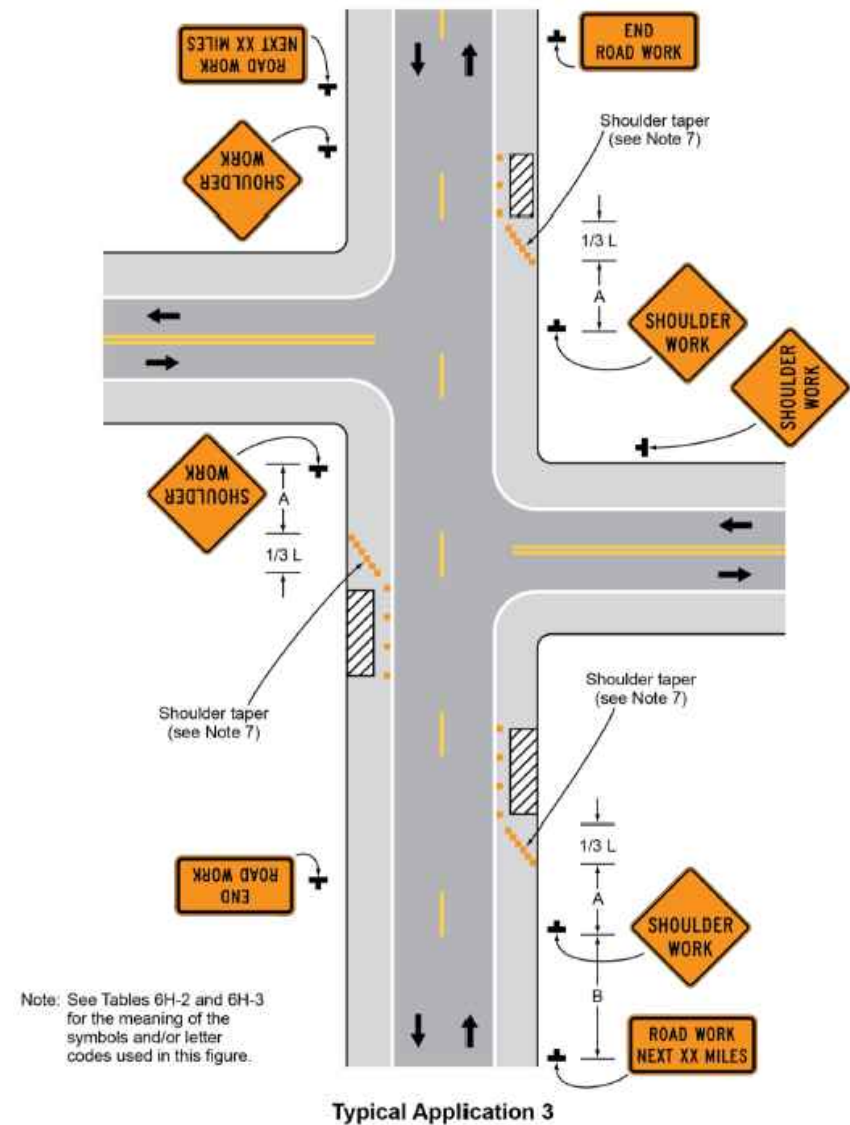 ROAD WORK
NEXT XX MILES
END
ROAD WORK
SHOULDER
WORK
Shoulder taper
(see Note 7)
1/3 L
A
SHOULDER
WORK
SHOULDER
WORK
SHOULDER
WORK
A
1/3 L
Shoulder taper
(see Note 7)
Shoulder taper
(see Note 7)
1/3 L
A
END
ROAD WORK
SHOULDER
WORK
B
ROAD WORK
NEXT XX MILES
Note: See Tables 6H-2 and 6H-3
for the meaning of the
symbols and/or letter
codes used in this figure.
Typical Application 3